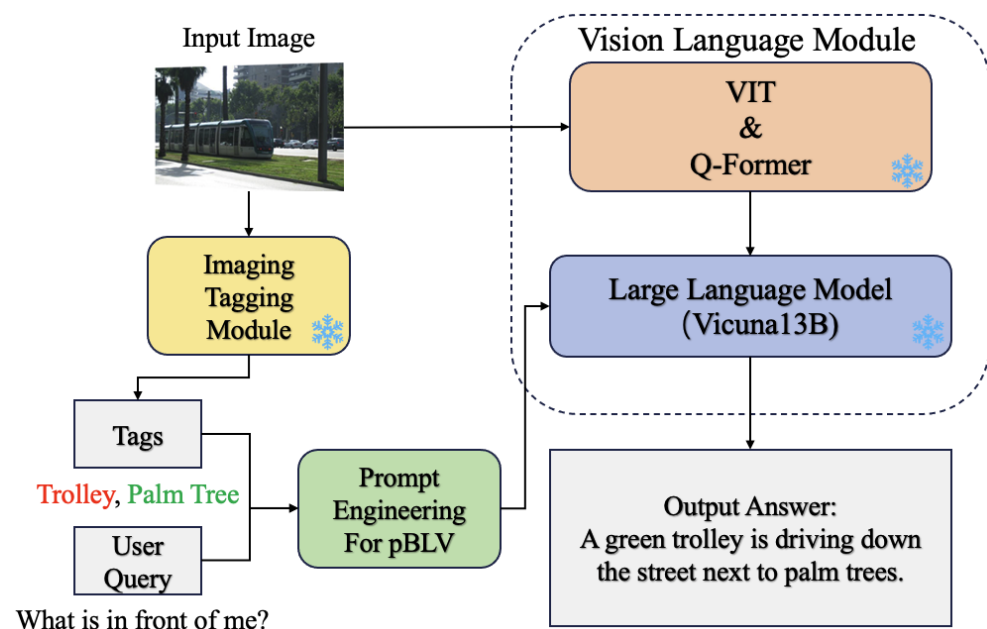 Input Image
Vision Language Module
VIT
&
Q-Former
Imaging
Tagging
Module
Large Language Model
(Vicuna13B)
Tags
Trolley, Palm Tree
User
Query
What is in front of me?
Prompt
Engineering
For pBLV
Output Answer:
A green trolley is driving down
the street next to palm trees.